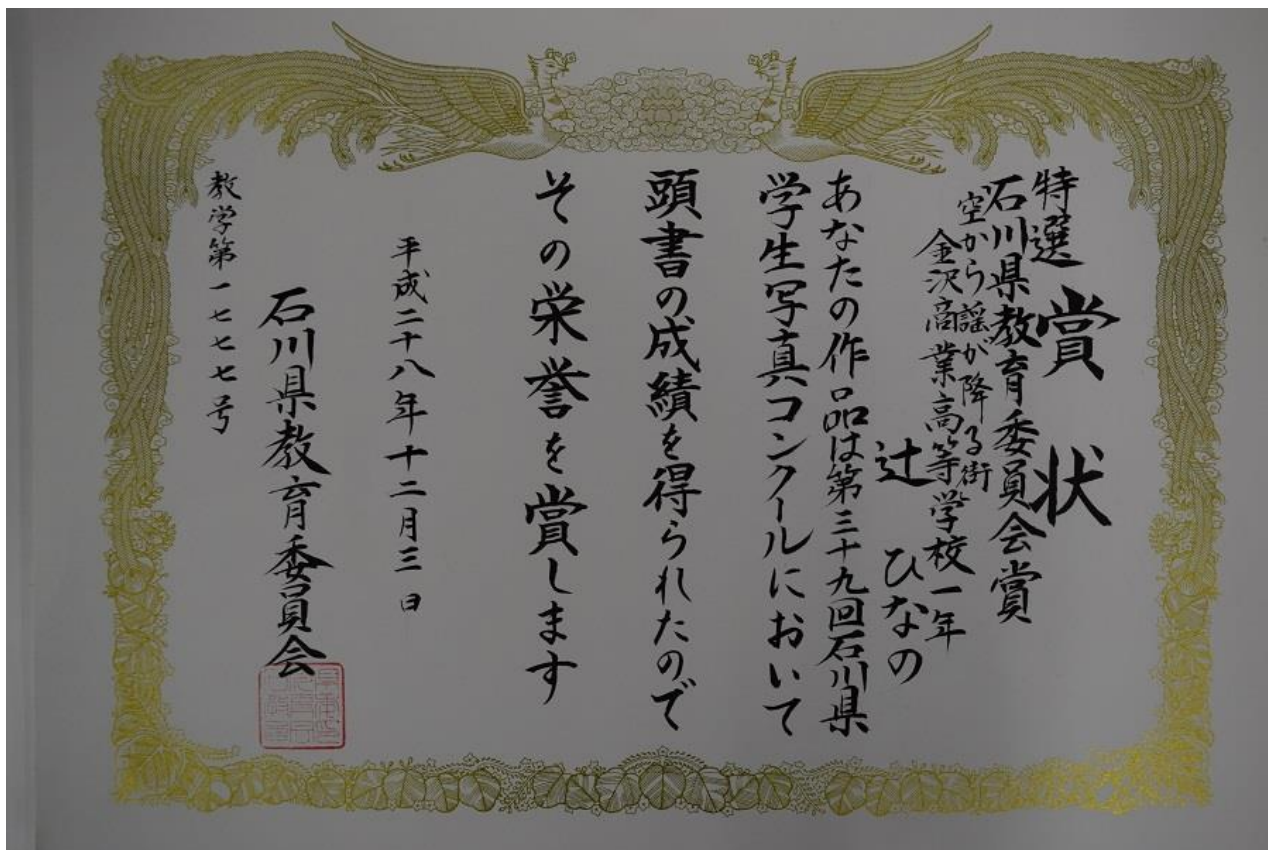 賞状
特選
石川県教育委員会賞
空から謡が降る街
金沢商業高等学校一年
辻 ひなの
あなたの作品は第三十九回石川県
学生写真コンクールにおいて
頭書の成績を得られたので
その栄誉を賞します
平成二十八年十二月三日
石川県教育委員会
教学第一七七七号